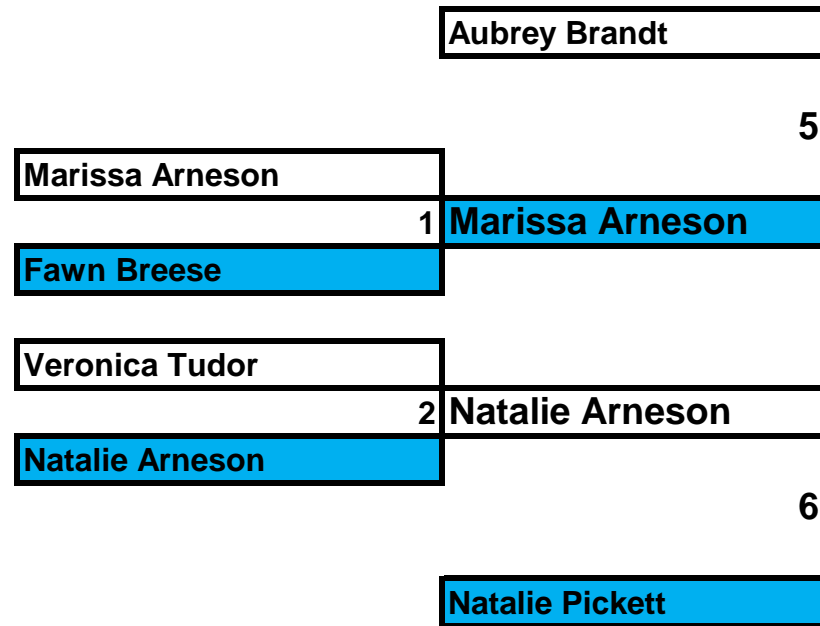 Aubrey Brandt
5
Marissa Arneson
1 Marissa Arneson
Fawn Breese
Veronica Tudor
2 Natalie Arneson
Natalie Arneson
6
Natalie Pickett